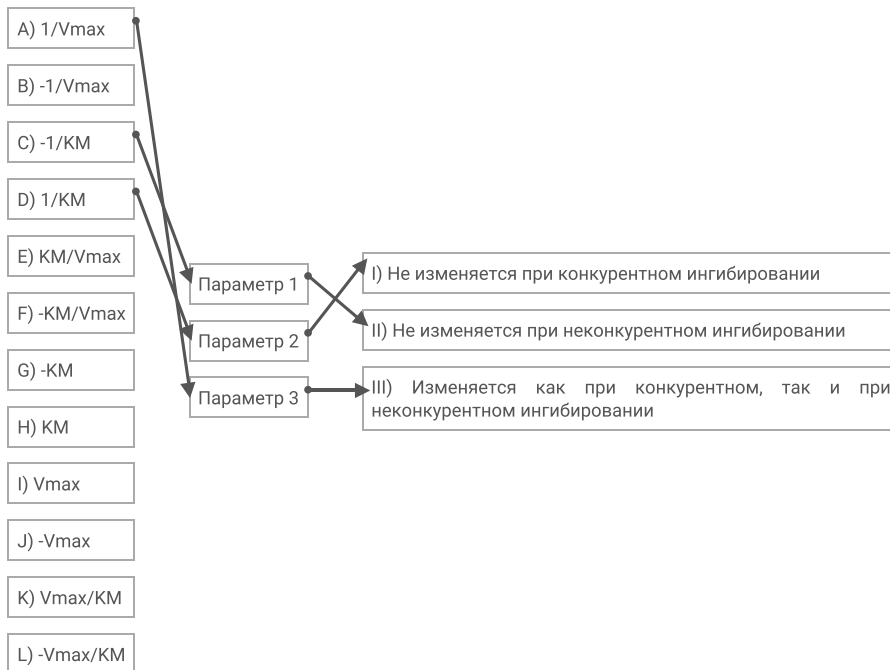 A) 1/Vmax
B) -1/Vmax
C) -1/KM
D) 1/KM
E) KM/Vmax
F) -KM/Vmax
G) -KM
H) KM
I) Vmax
J) -Vmax
K) Vmax/KM
L) -Vmax/KM
Параметр 1
Параметр 2
Параметр 3
I) Не изменяется при конкурентном ингибировании
II) Не изменяется при неконкурентном ингибировании
III) Изменяется как при конкурентном, так и при
неконкурентном ингибировании